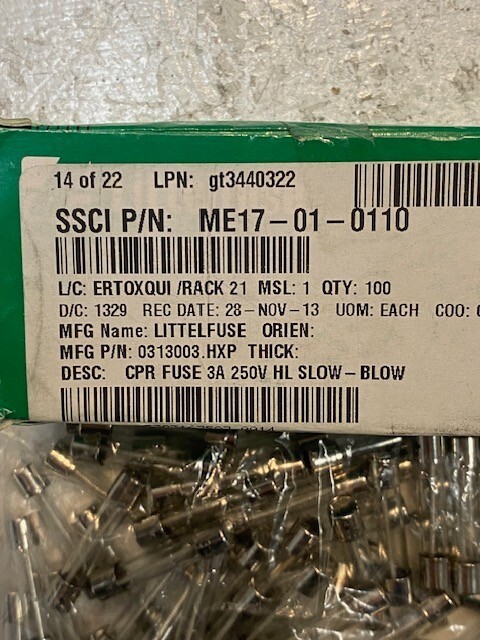 14 of 22 LPN: gt3440322
SSCI P/N: ME17-01-0110
L/C: ERTOXQUI /RACK 21 MSL: 1 QTY: 100
D/C: 1329 REC DATE: 28-NOV-13 UOM: EACH COO:
MFG Name: LITTELFUSE ORIEN:
MFG P/N: 0313003.HXP THICK:
DESC: CPR FUSE 3A 250V HL SLOW-BLOW